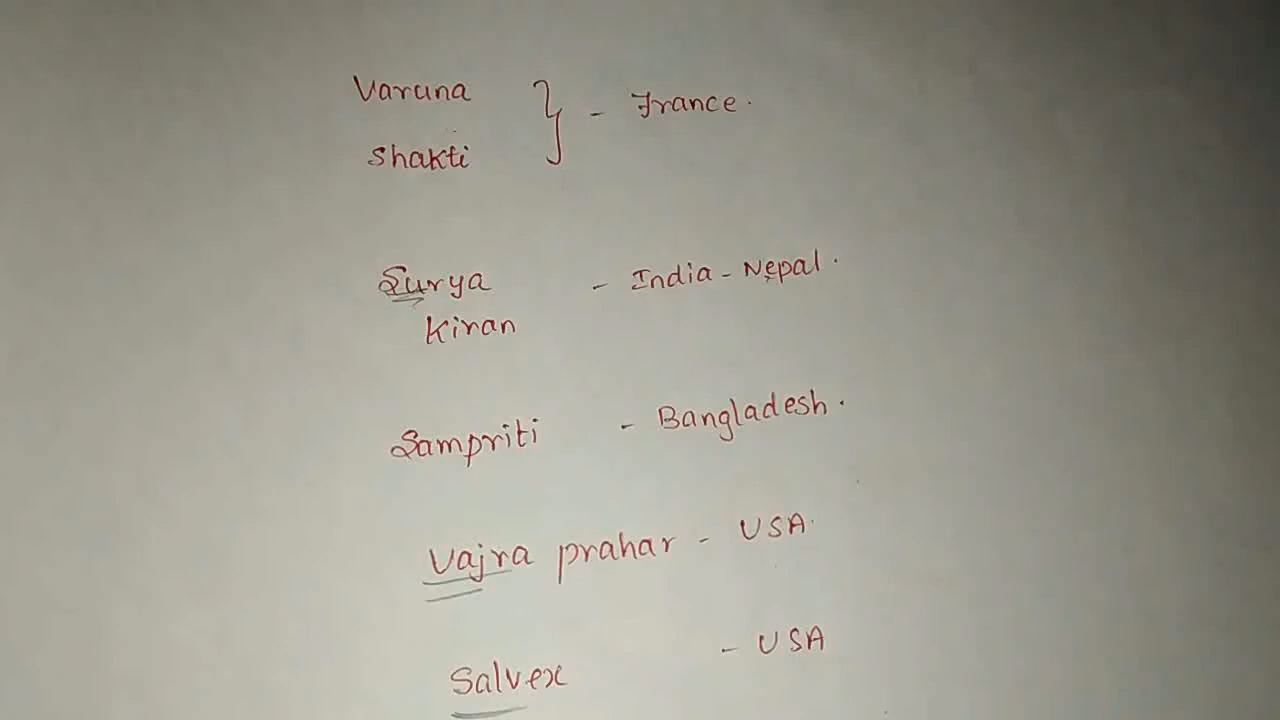 Varuna
Shakti } - France.
Surya - India - Nepal.
Kiran
Sampriti - Bangladesh.
Vajra prahar - USA.
Salvex - USA